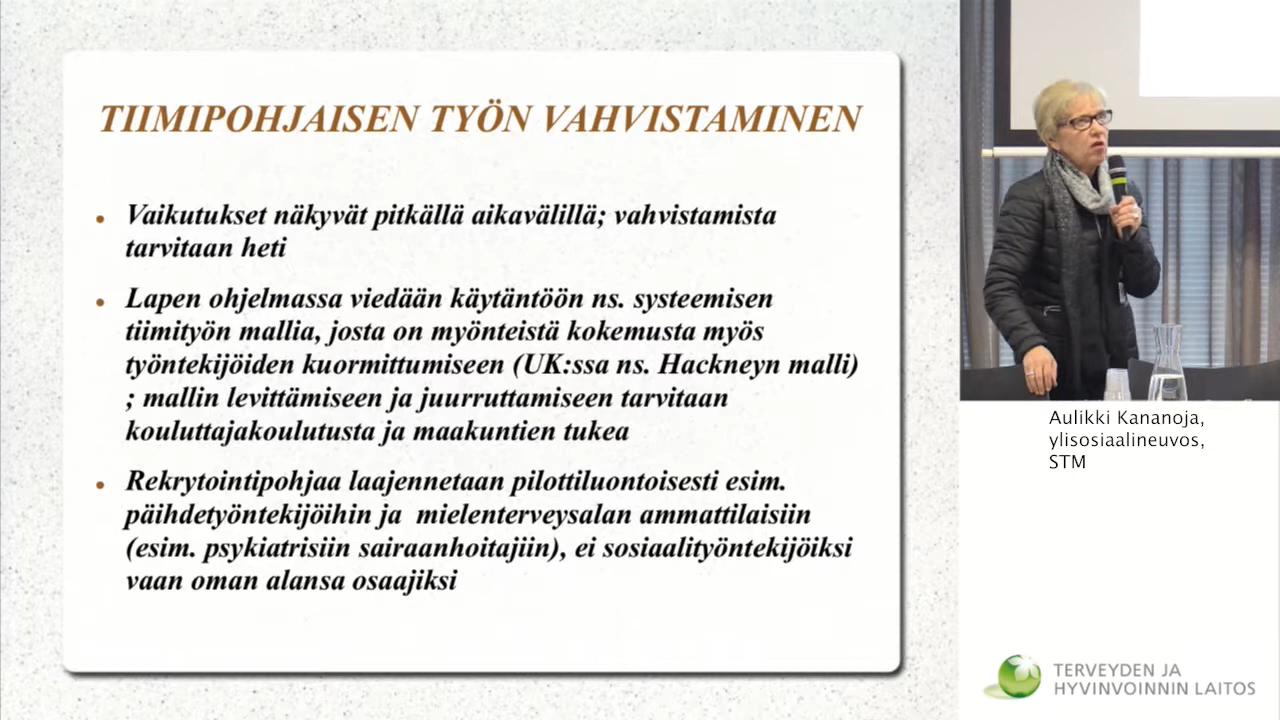 TIIMIPOHJAISEN TYÖN VAHVISTAMINEN
Vaikutukset näkyvät pitkällä aikavälillä; vahvistamista
tarvitaan heti
Lapen ohjelmassa viedään käytäntöön ns. systeemisen
tiimityön mallia, josta on myönteistä kokemusta myös
työntekijöiden kuormittumiseen (UK:ssa ns. Hackneyn malli)
; mallin levittämiseen ja juurruttamiseen tarvitaan
kouluttajakoulutusta ja maakuntien tukea
Rekrytointipohjaa laajennetaan pilottiluontoisesti esim.
päihdetyöntekijöihin ja mielenterveysalan ammattilaisiin
(esim. psykiatrisiin sairaanhoitajiin), ei sosiaalityöntekijöiksi
vaan oman alansa osaajiksi
Aulikki Kananoja,
ylisosiaalineuvos,
STM
TERVEYDEN JA
HYVINVOINNIN LAITOS